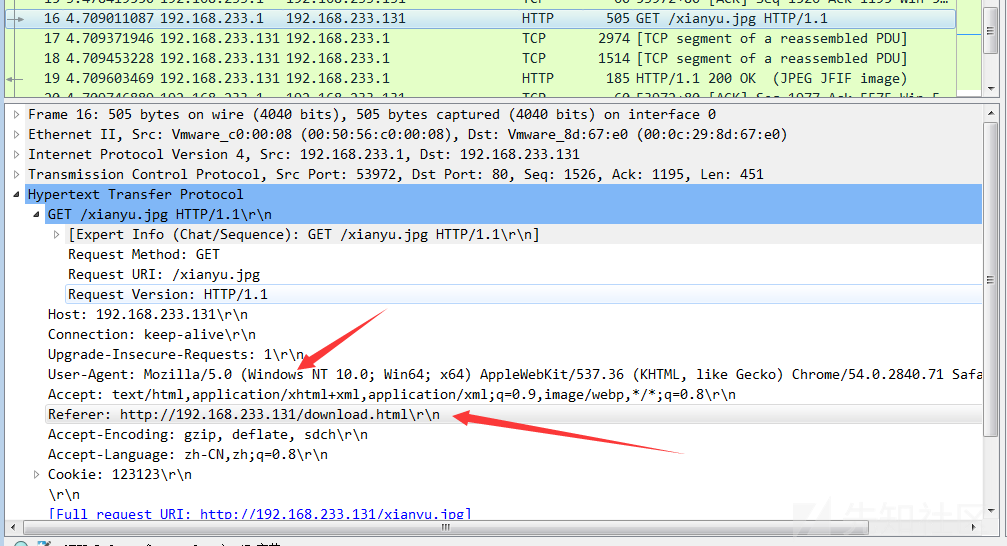 16 4.709011087 192.168.233.1 192.168.233.131 HTTP 505 GET /xianyu.jpg HTTP/1.1
17 4.709371946 192.168.233.131 192.168.233.1 TCP 2974 [TCP segment of a reassembled PDU]
18 4.709453228 192.168.233.131 192.168.233.1 TCP 1514 [TCP segment of a reassembled PDU]
19 4.709603469 192.168.233.131 192.168.233.1 HTTP 185 HTTP/1.1 200 OK (JPEG JFIF image)
Frame 16: 505 bytes on wire (4040 bits), 505 bytes captured (4040 bits) on interface 0
Ethernet II, Src: Vmware_c0:00:08 (00:50:56:c0:00:08), Dst: Vmware_8d:67:e0 (00:0c:29:8d:67:e0)
Internet Protocol Version 4, Src: 192.168.233.1, Dst: 192.168.233.131
Transmission Control Protocol, Src Port: 53972, Dst Port: 80, Seq: 1526, Ack: 1195, Len: 451
Hypertext Transfer Protocol
GET /xianyu.jpg HTTP/1.1\r\n
[Expert Info (Chat/Sequence): GET /xianyu.jpg HTTP/1.1\r\n]
Request Method: GET
Request URI: /xianyu.jpg
Request Version: HTTP/1.1
Host: 192.168.233.131\r\n
Connection: keep-alive\r\n
Upgrade-Insecure-Requests: 1\r\n
User-Agent: Mozilla/5.0 (Windows NT 10.0; Win64; x64) AppleWebKit/537.36 (KHTML, like Gecko) Chrome/54.0.2840.71 Safa
Accept: text/html,application/xhtml+xml,application/xml;q=0.9,image/webp,*/*;q=0.8\r\n
Referer: http://192.168.233.131/download.html\r\n
Accept-Encoding: gzip, deflate, sdch\r\n
Accept-Language: zh-CN,zh;q=0.8\r\n
Cookie: 123123\r\n
\r\n
[Full request URI: http://192.168.233.131/xianyu.jpg]
先知社区